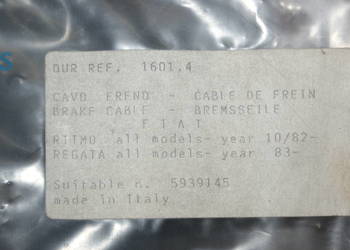 OUR REF. 1601.4
CAVO FRENO - CABLE DE FREIN
BRAKE CABLE - BREMSSEILE
F I A T
RITMO all models- year 10/82-
REGATA all models- year 83-
Suitable n. 5939145
made in Italy